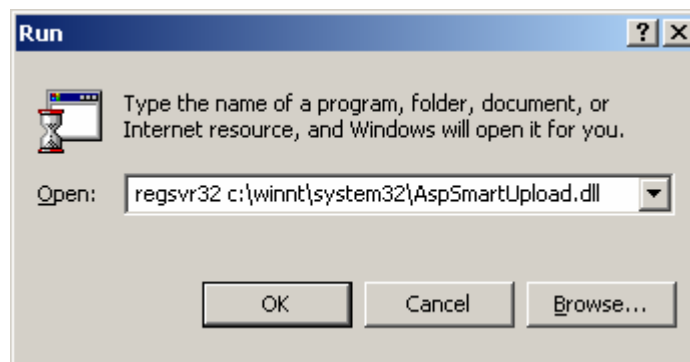 Run
Type the name of a program, folder, document, or
Internet resource, and Windows will open it for you.
Open: regsvr32 c:\winnt\system32\AspSmartUpload.dll
OK Cancel Browse...